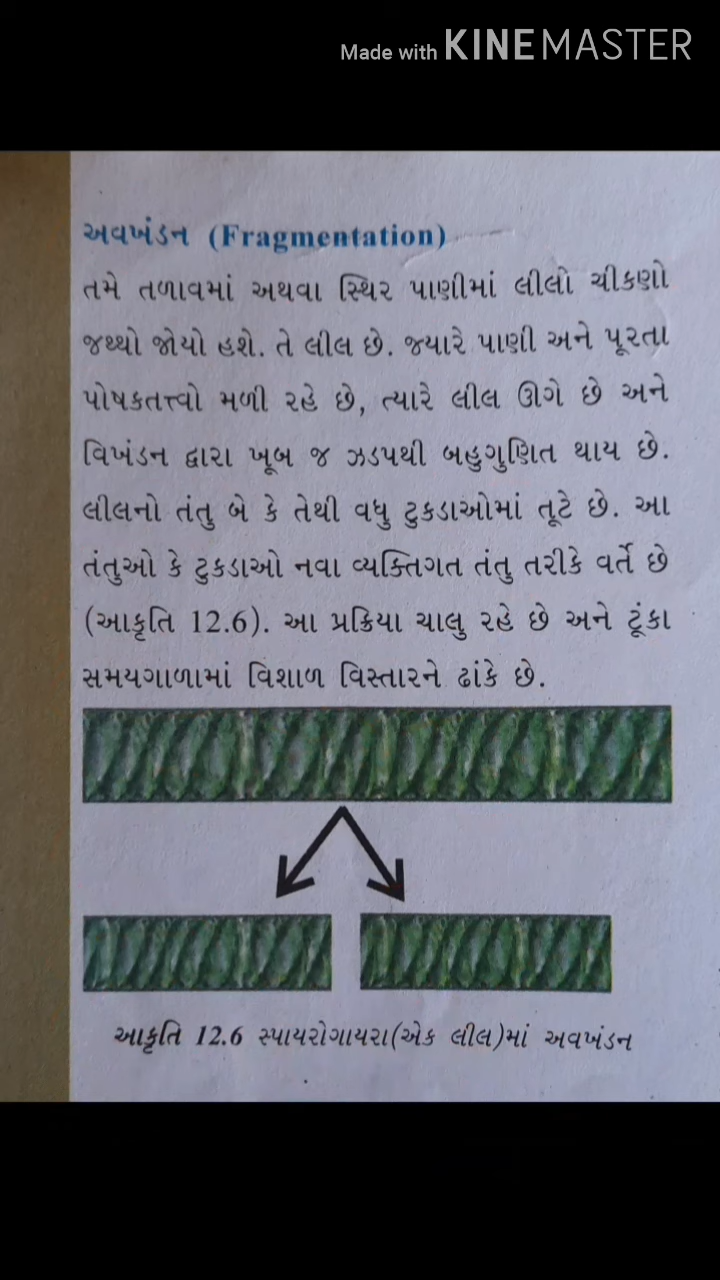 Made with KINEMASTER
અવખંડન (Fragmentation)
તમે તળાવમાં અથવા સ્થિર પાણીમાં લીલો ચીકણો
જથ્થો જોયો હશે. તે લીલ છે. જ્યારે પાણી અને પૂરતા
પોષકતત્ત્વો મળી રહે છે, ત્યારે લીલ ઊગે છે અને
વિખંડન દ્વારા ખૂબ જ ઝડપથી બહુગુણિત થાય છે.
લીલનો તંતુ બે કે તેથી વધુ ટુકડાઓમાં તૂટે છે. આ
તંતુઓ કે ટુકડાઓ નવા વ્યક્તિગત તંતુ તરીકે વર્તે છે
(આકૃતિ 12.6). આ પ્રક્રિયા ચાલુ રહે છે અને ટૂંકા
સમયગાળામાં વિશાળ વિસ્તારને ઢાંકે છે.
આકૃતિ 12.6 સ્પાયરોગાયરા(એક લીલ)માં અવખંડન